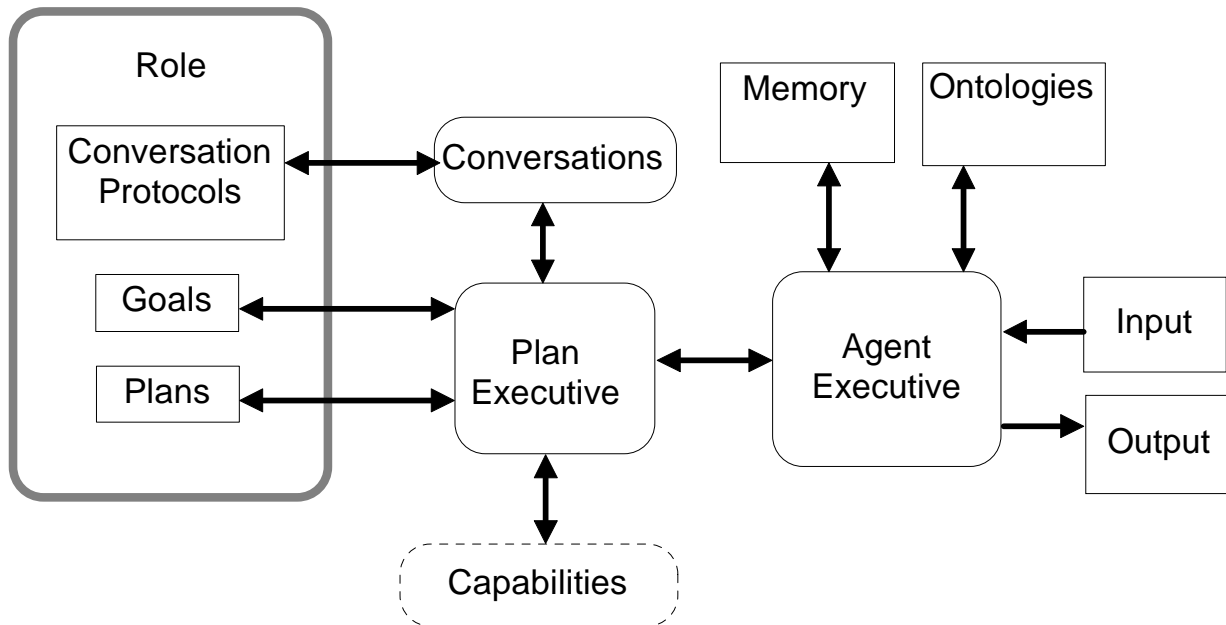 Role
Conversation
Protocols
Goals
Plans
Conversations
Plan
Executive
Capabilities
Memory
Ontologies
Agent
Executive
Input
Output